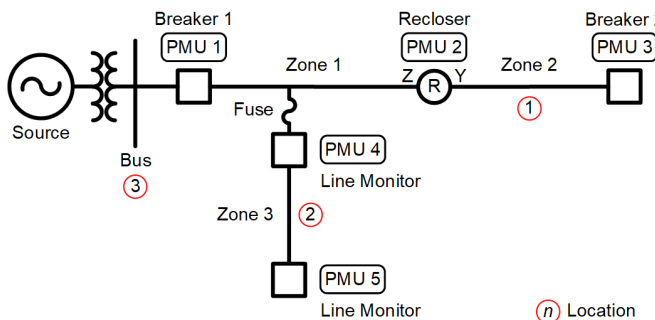 Breaker 1
Recloser
Breaker
PMU 1
PMU 2
PMU 3
Zone 1
Z
R
Y
Zone 2
Source
Fuse
1
Bus
3
PMU 4
Line Monitor
Zone 3
2
PMU 5
Line Monitor
n Location